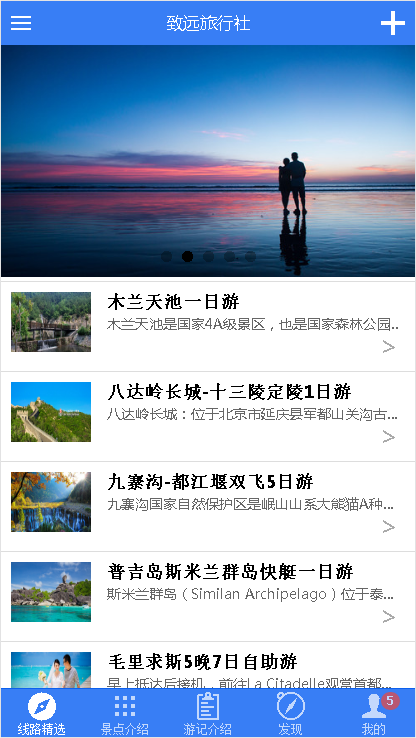 致远旅行社
木兰天池一日游
木兰天池是国家4A级景区，也是国家森林公园...
八达岭长城-十三陵定陵1日游
八达岭长城：位于北京市延庆县军都山关沟古...
九寨沟-都江堰双飞5日游
九寨沟国家自然保护区是岷山山系大熊猫A种...
普吉岛斯米兰群岛快艇一日游
斯米兰群岛（Similan Archipelago）位于泰...
毛里求斯5晚7日自助游
早上抵达后接机，前往La Citadelle观赏首都...
线路精选 景点介绍 游记介绍 发现 我的 5